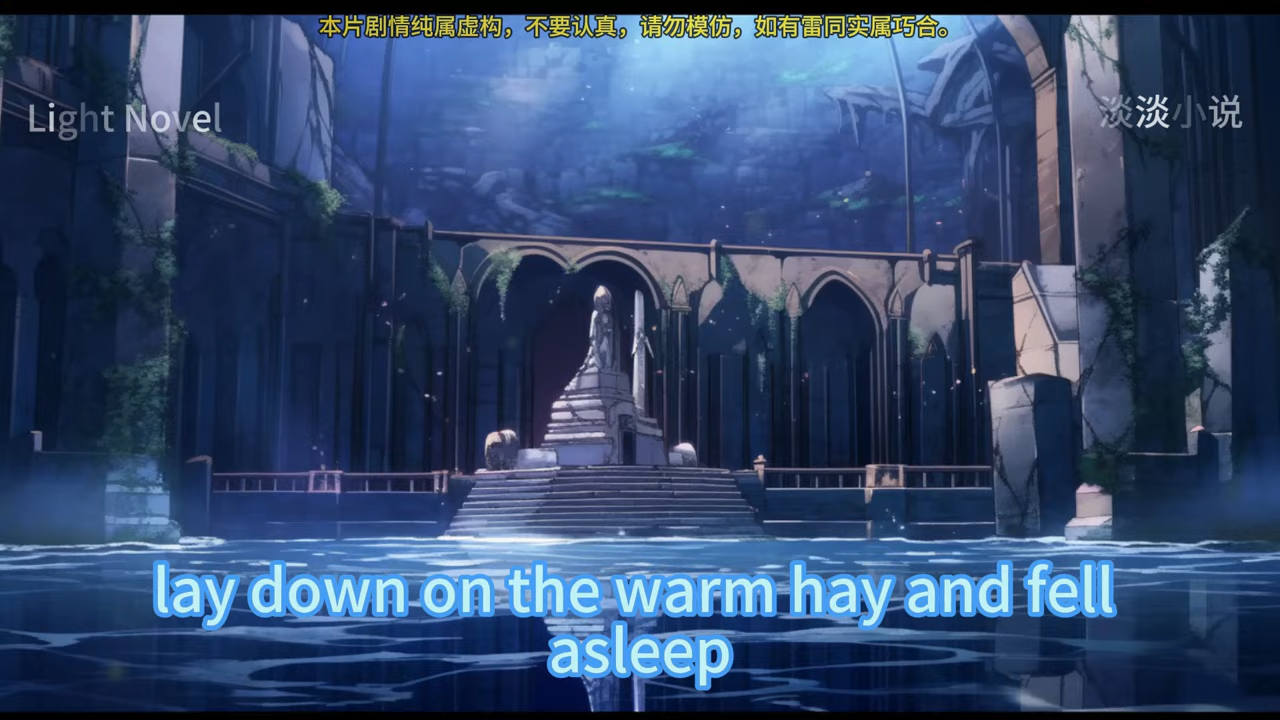 本片剧情纯属虚构，不要认真，请勿模仿，如有雷同实属巧合。
Light Novel
淡淡小说
lay down on the warm hay and fell
asleep